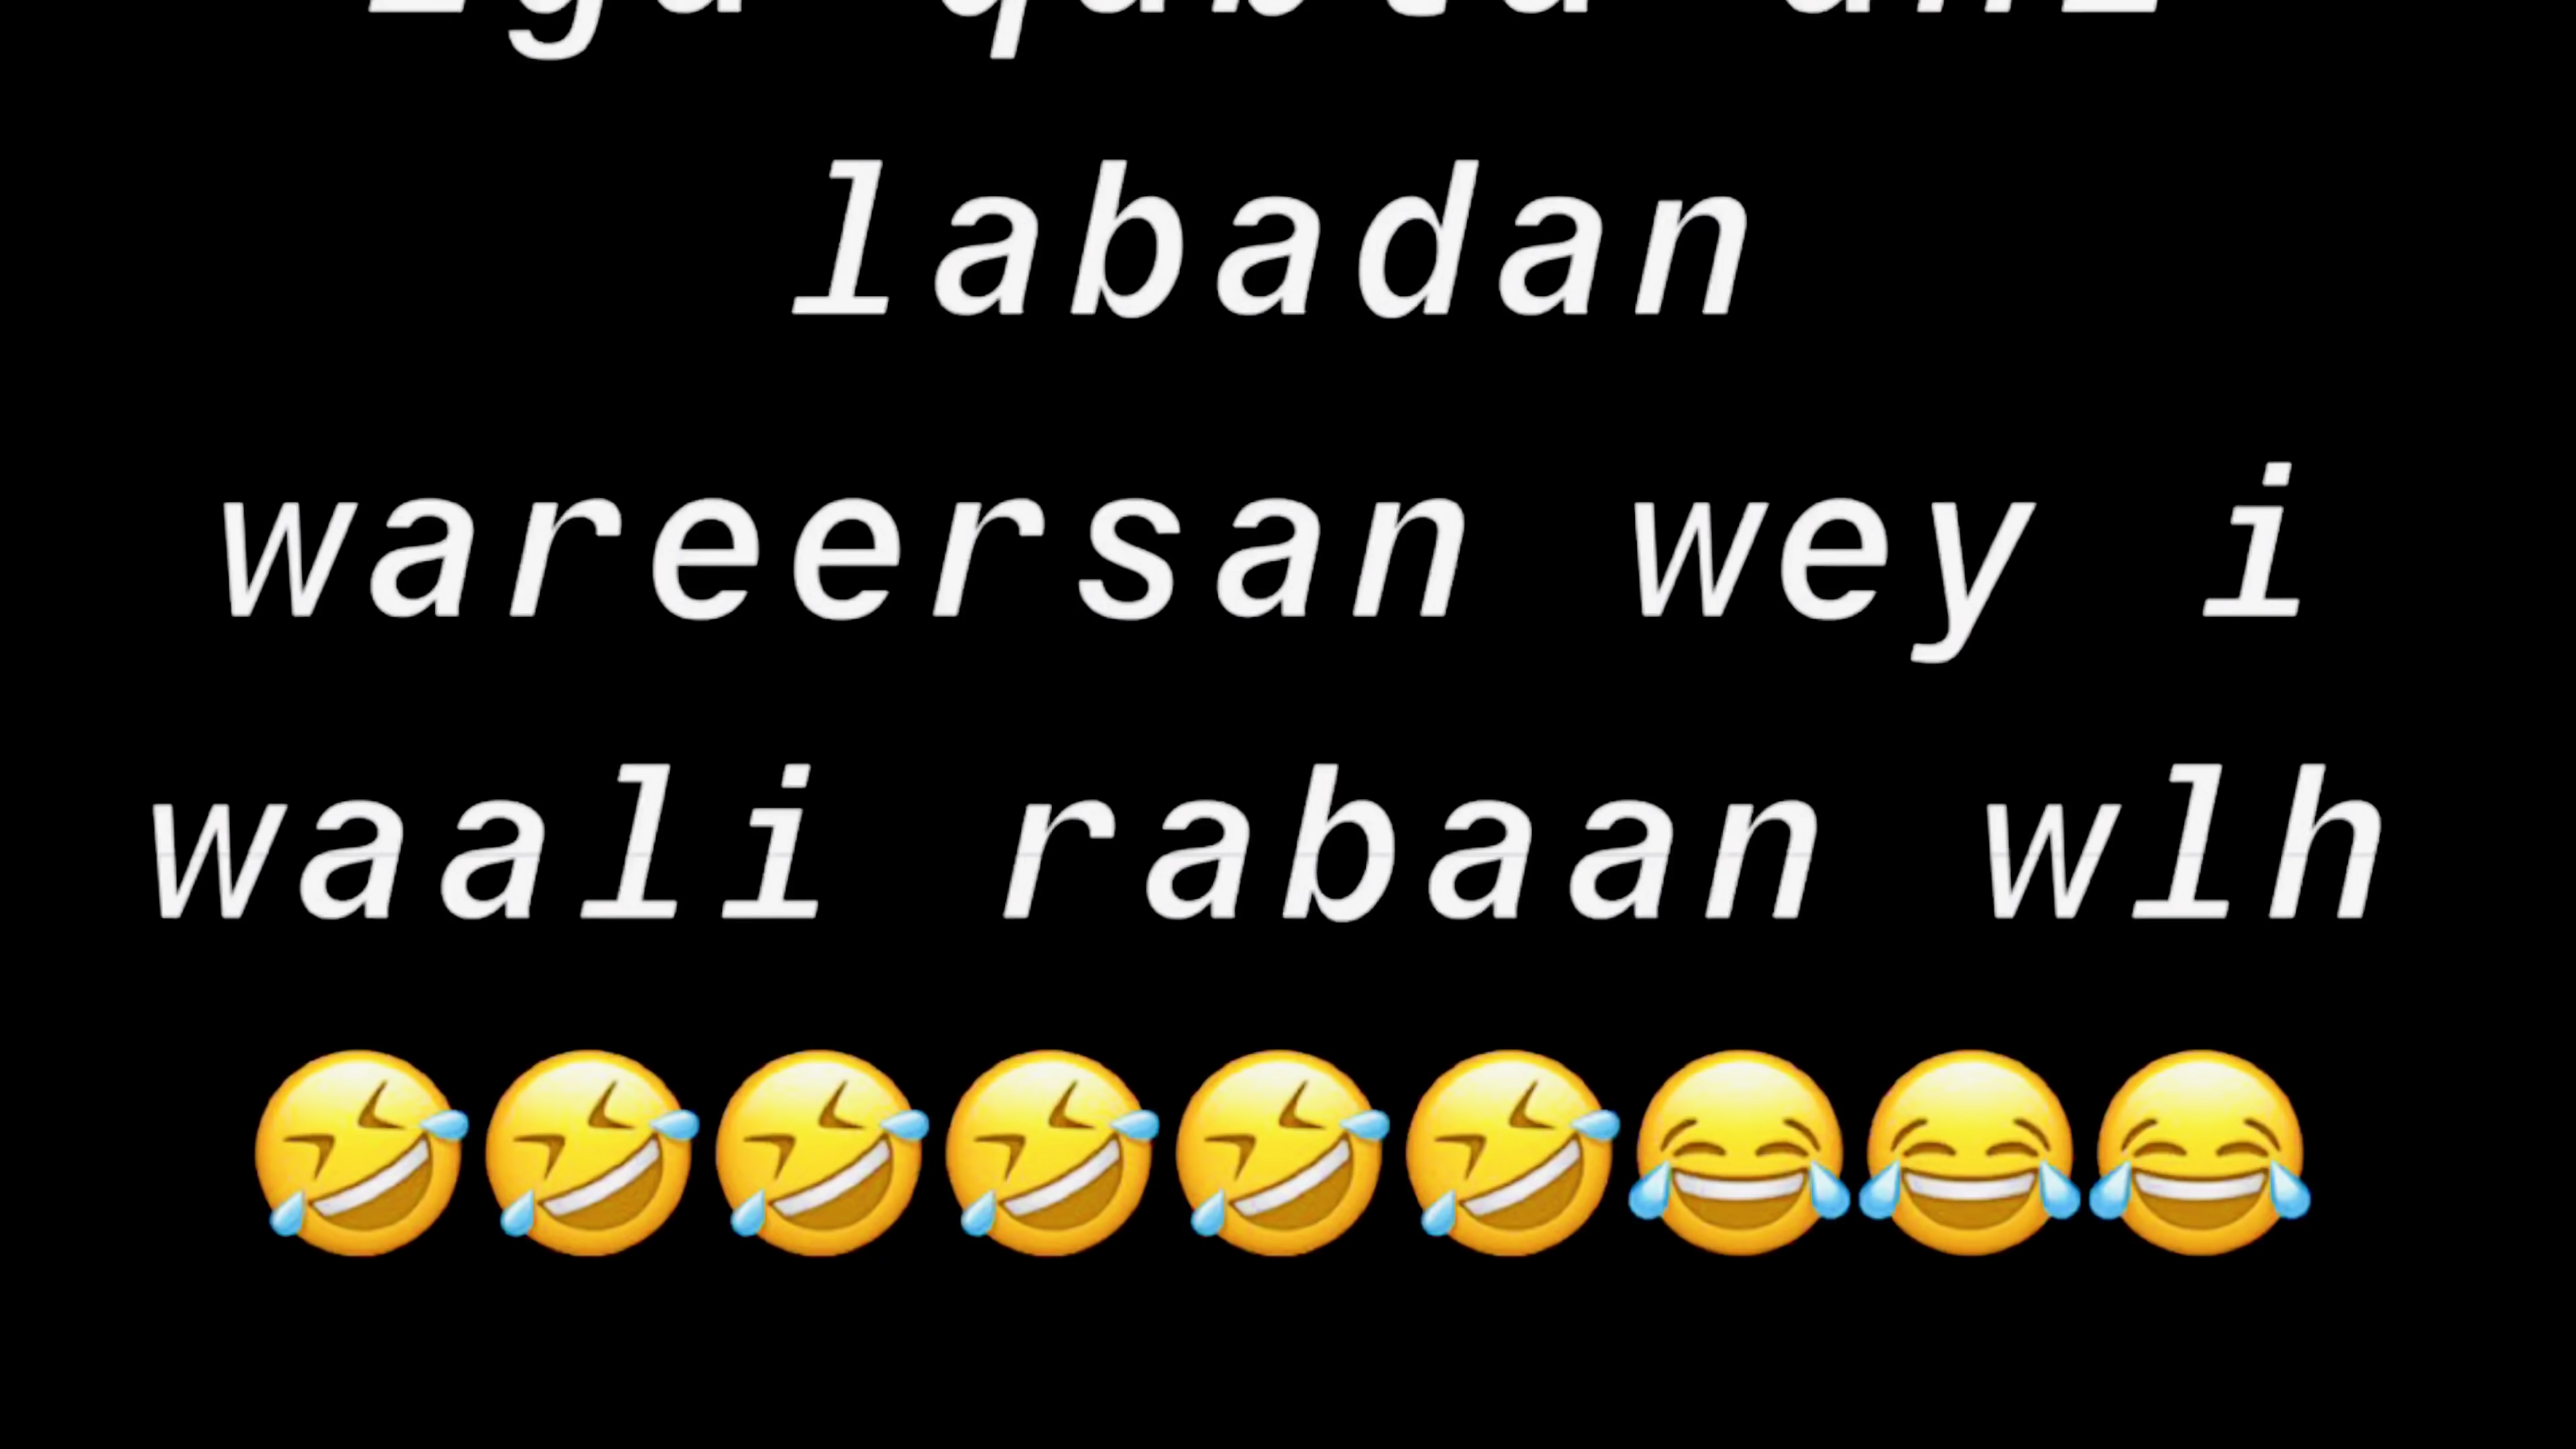 labadan
wareersan wey i
waali rabaan wlh
🤣🤣🤣🤣🤣🤣😂😂😂